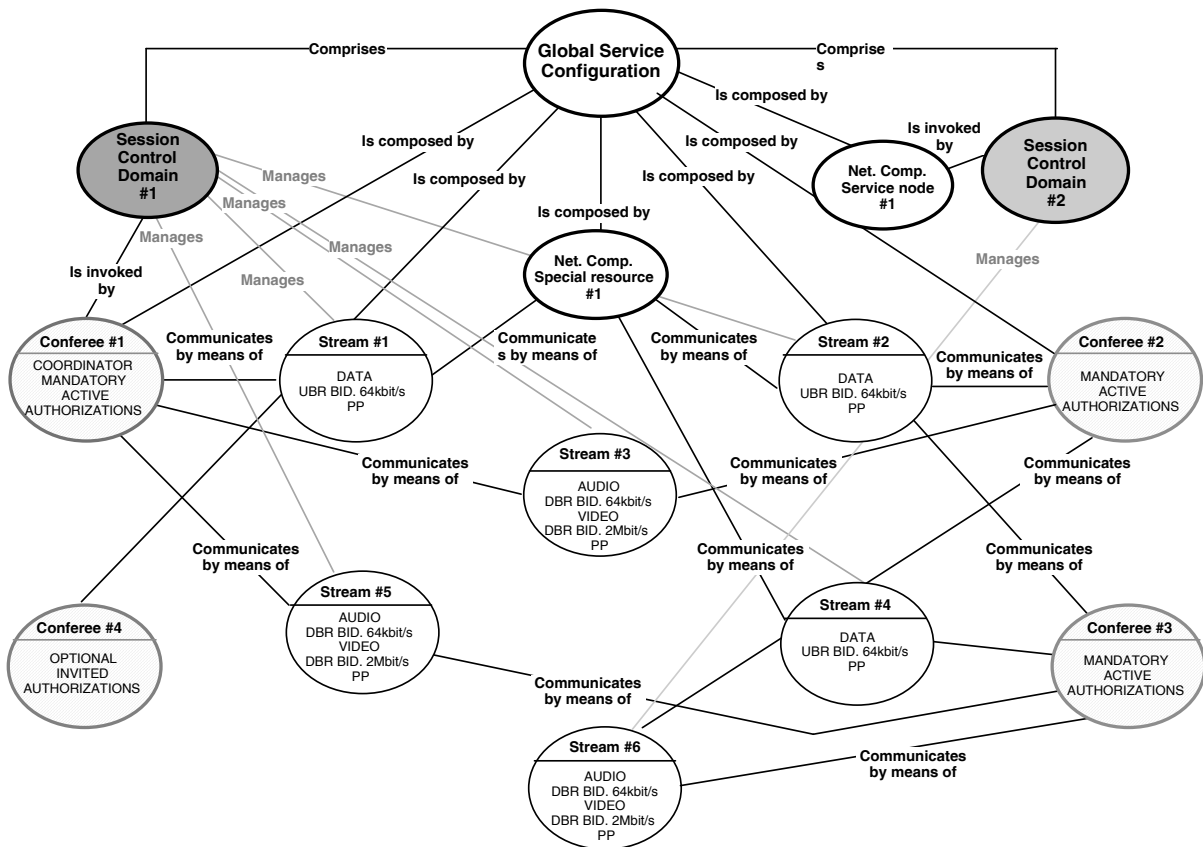 Comprises
Global Service
Configuration
Comprise
s
Is composed by
Session
Control
Domain
#1
Is composed by
Is invoked
by
Session
Control
Domain
#2
Manages
Is composed by
Is composed by
Net. Comp.
Service node
#1
Manages
Is composed by
Manages
Manages
Manages
Is invoked
by
Manages
Net. Comp.
Special resource
#1
Conferee #1
COORDINATOR
MANDATORY
ACTIVE
AUTHORIZATIONS
Communicates
by means of
Stream #1
DATA
UBR BID. 64kbit/s
PP
Communicate
s by means of
Communicates
by means of
Stream #2
DATA
UBR BID. 64kbit/s
PP
Communicates
by means of
Conferee #2
MANDATORY
ACTIVE
AUTHORIZATIONS
Communicates
by means of
Stream #3
AUDIO
DBR BID. 64kbit/s
VIDEO
DBR BID. 2Mbit/s
PP
Communicates
by means of
Communicates
by means of
Communicates
by means of
Communicates
by means of
Communicates
by means of
Conferee #4
OPTIONAL
INVITED
AUTHORIZATIONS
Stream #5
AUDIO
DBR BID. 64kbit/s
VIDEO
DBR BID. 2Mbit/s
PP
Stream #4
DATA
UBR BID. 64kbit/s
PP
Conferee #3
MANDATORY
ACTIVE
AUTHORIZATIONS
Communicates
by means of
Stream #6
AUDIO
DBR BID. 64kbit/s
VIDEO
DBR BID. 2Mbit/s
PP
Communicates
by means of